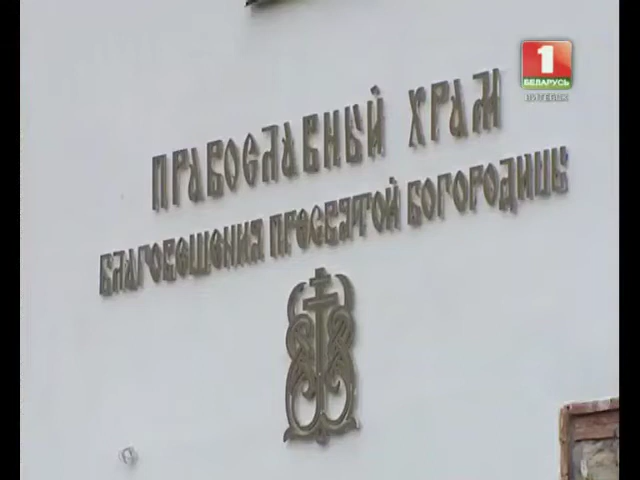 1
БЕЛАРУСЬ
ВИТЕБСК
ПРАВОСЛАВНЫЙ ХРАМ
БЛАГОВЕЩЕНИЯ ПРЕСВЯТОЙ БОГОРОДИЦЫ